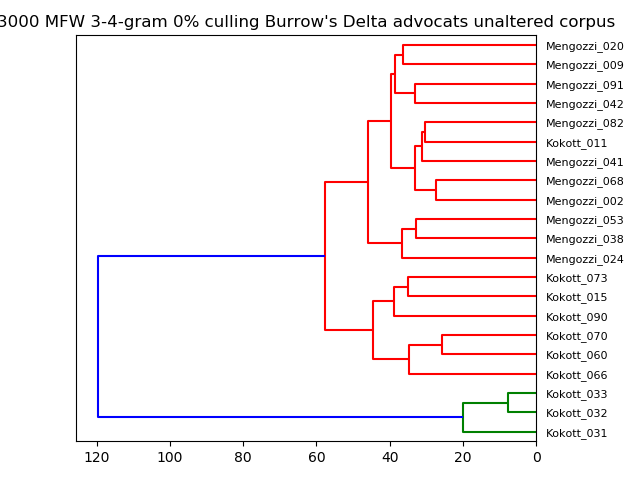 3000 MFW 3-4-gram 0% culling Burrow's Delta advocats unaltered corpus
Mengozzi_020
Mengozzi_009
Mengozzi_091
Mengozzi_042
Mengozzi_082
Kokott_011
Mengozzi_041
Mengozzi_068
Mengozzi_002
Mengozzi_053
Mengozzi_038
Mengozzi_024
Kokott_073
Kokott_015
Kokott_090
Kokott_070
Kokott_060
Kokott_066
Kokott_033
Kokott_032
Kokott_031
120 100 80 60 40 20 0